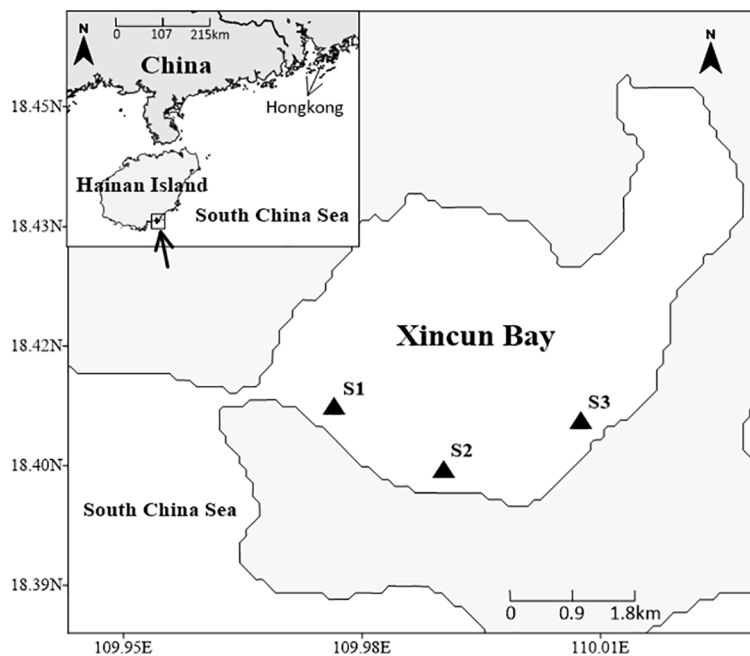 N
0 107 215km
China
Hongkong
Hainan Island
South China Sea
N
18.45N
18.43N
18.42N
18.40N
18.39N
Xincun Bay
S1
S2
S3
South China Sea
0 0.9 1.8km
109.95E 109.98E 110.01E